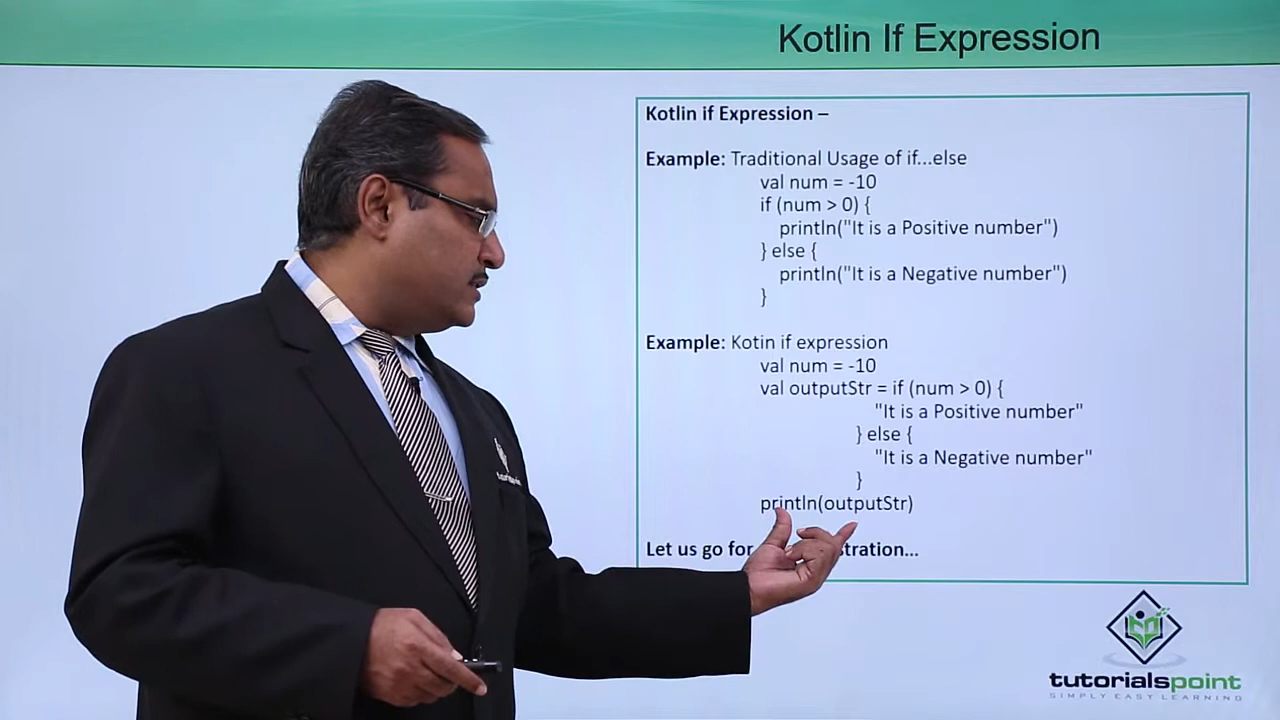 Kotlin If Expression
Kotlin if Expression –
Example: Traditional Usage of if...else
val num = -10
if (num > 0) {
println("It is a Positive number")
} else {
println("It is a Negative number")
}
Example: Kotin if expression
val num = -10
val outputStr = if (num > 0) {
"It is a Positive number"
} else {
"It is a Negative number"
}
println(outputStr)
Let us go for stration...
tutorialspoint
SIMPLY EASY LEARNING